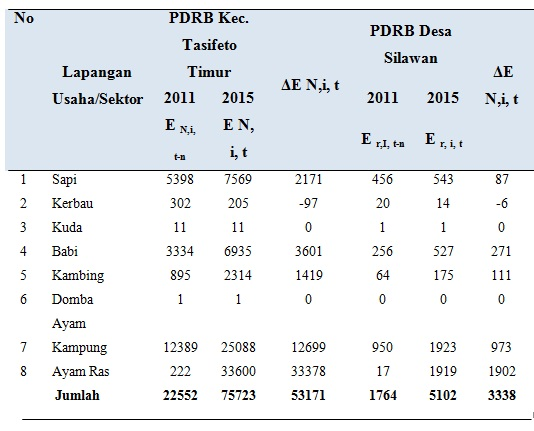 No Lapangan Usaha/Sektor PDRB Kec. Tasifeto Timur ΔE N,i, t PDRB Desa Silawan ΔE N,i, t
2011 2015 2011 2015
E N,i, t-n E N, i, t E r,I, t-n E r, i, t
1 Sapi 5398 7569 2171 456 543 87
2 Kerbau 302 205 -97 20 14 -6
3 Kuda 11 11 0 1 1 0
4 Babi 3334 6935 3601 256 527 271
5 Kambing 895 2314 1419 64 175 111
6 Domba 1 1 0 0 0 0
Ayam
7 Kampung 12389 25088 12699 950 1923 973
8 Ayam Ras 222 33600 33378 17 1919 1902
Jumlah 22552 75723 53171 1764 5102 3338